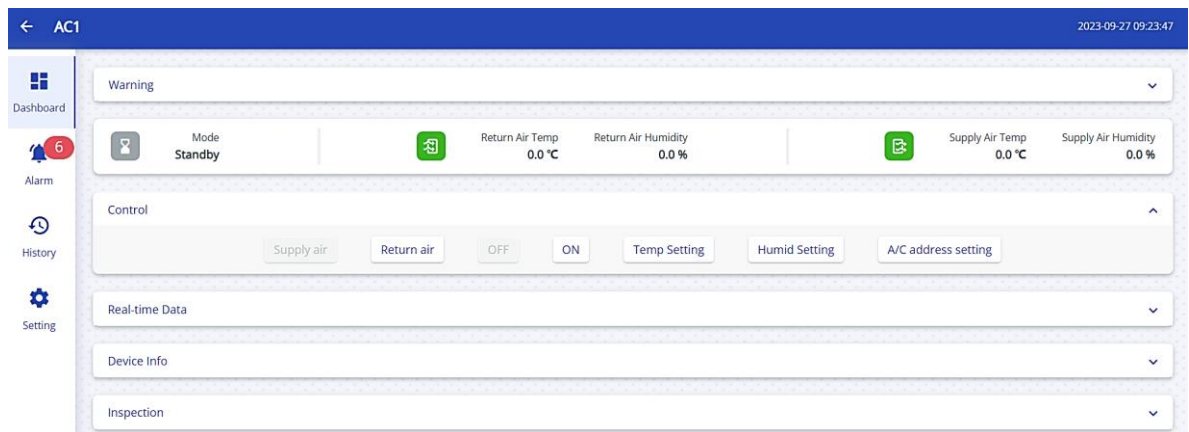 AC1 2023-09-27 09:23:47
Dashboard
6
Alarm
History
Setting
Warning
Mode Return Air Temp Return Air Humidity Supply Air Temp Supply Air Humidity
Standby 0.0 ℃ 0.0 % 0.0 ℃ 0.0 %
Control
Supply air Return air OFF ON Temp Setting Humid Setting A/C address setting
Real-time Data
Device Info
Inspection